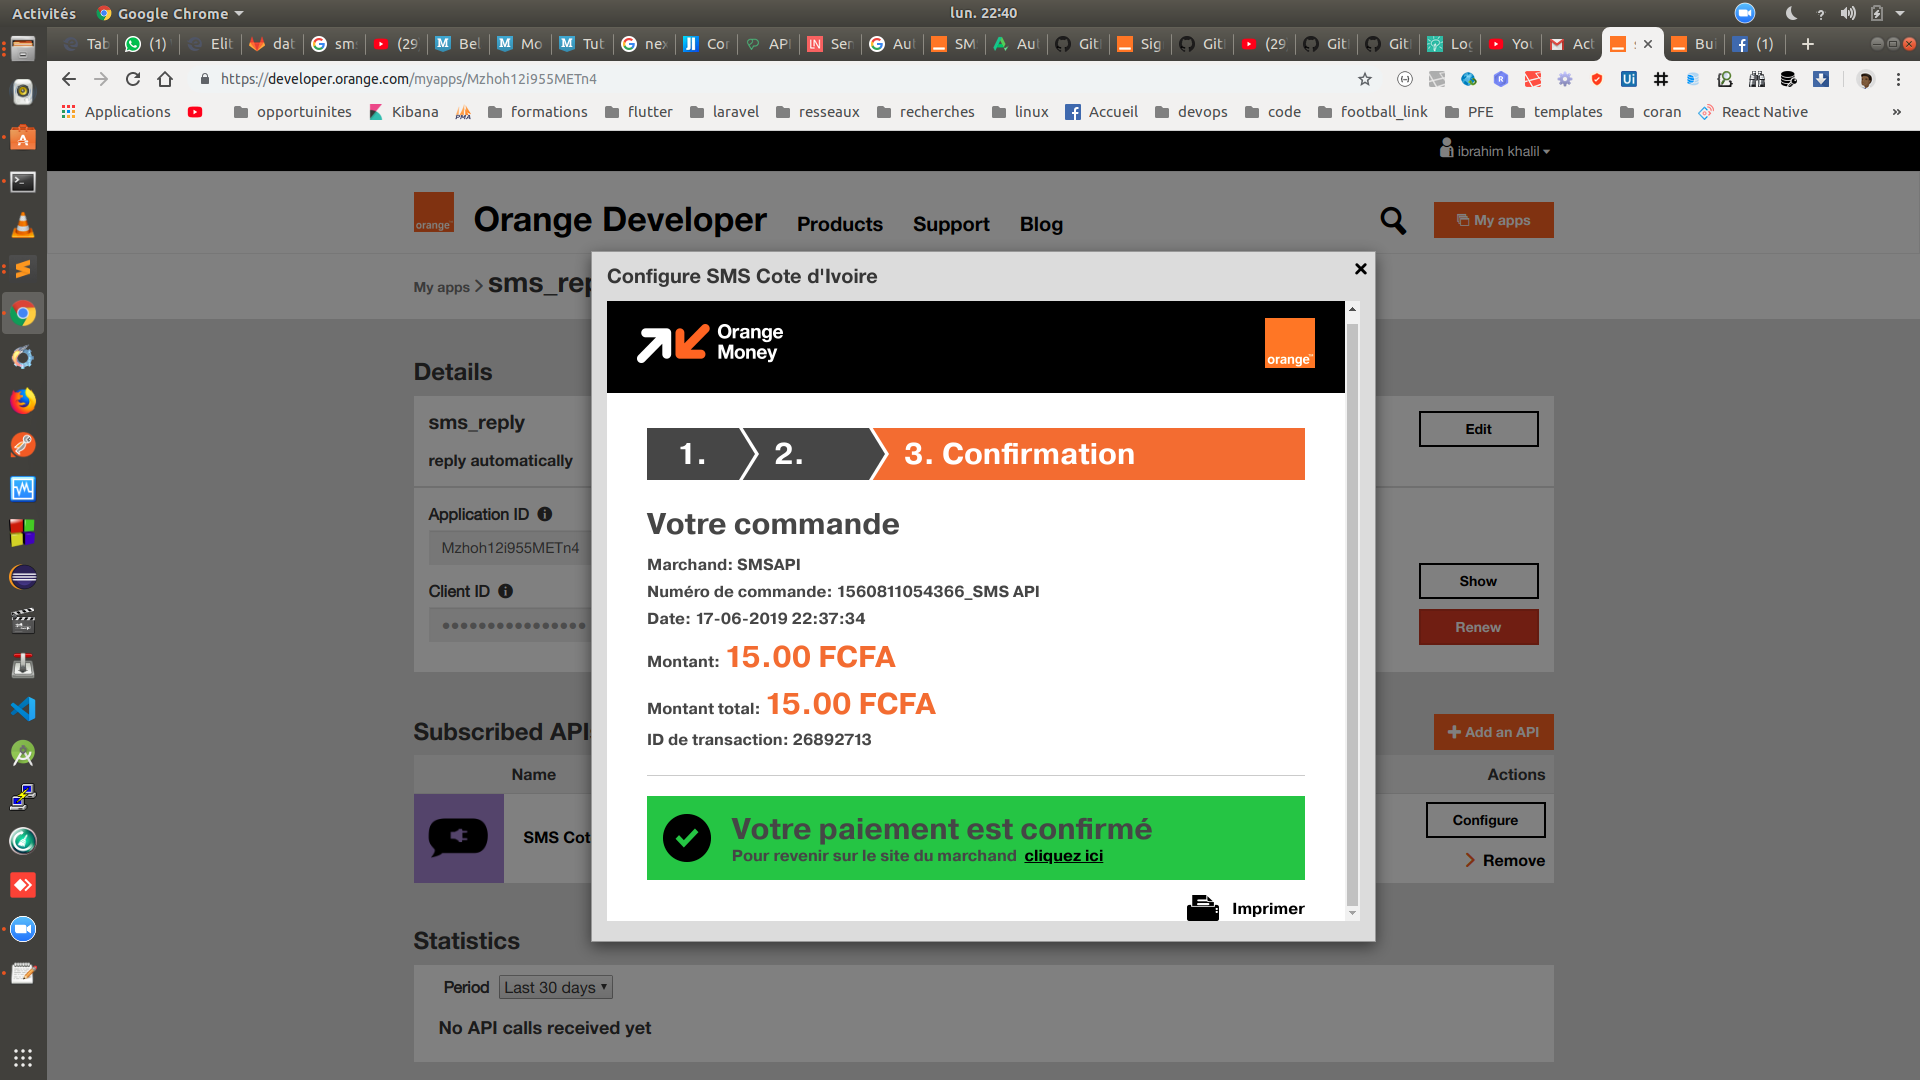 Activités Google Chrome lun. 22:40
Tab (1) Elit dat sms (29 Bel Mo Tut nex Cor API Ser Aut SM Aut Git Sig Git (29 Git Git Log You Act s Bui (1)
https://developer.orange.com/myapps/Mzhoh12i955METn4
Applications opportuinites Kibana formations flutter laravel resseaux recherches linux Accueil devops code football_link PFE templates coran React Native »
ibrahim khalil
orange Orange Developer Products Support Blog My apps
My apps > sms_rep
Configure SMS Cote d'Ivoire
Orange
Money
orange
Details
sms_reply
reply automatically
Edit
Application ID
Mzhoh12i955METn4
Client ID
Show
Renew
1. 2. 3. Confirmation
Votre commande
Marchand: SMSAPI
Numéro de commande: 1560811054366_SMS API
Date: 17-06-2019 22:37:34
Montant: 15.00 FCFA
Montant total: 15.00 FCFA
ID de transaction: 26892713
Votre paiement est confirmé
Pour revenir sur le site du marchand cliquez ici
Imprimer
Subscribed APIs
Add an API
Name Actions
SMS Cot Configure
Remove
Statistics
Period Last 30 days
No API calls received yet